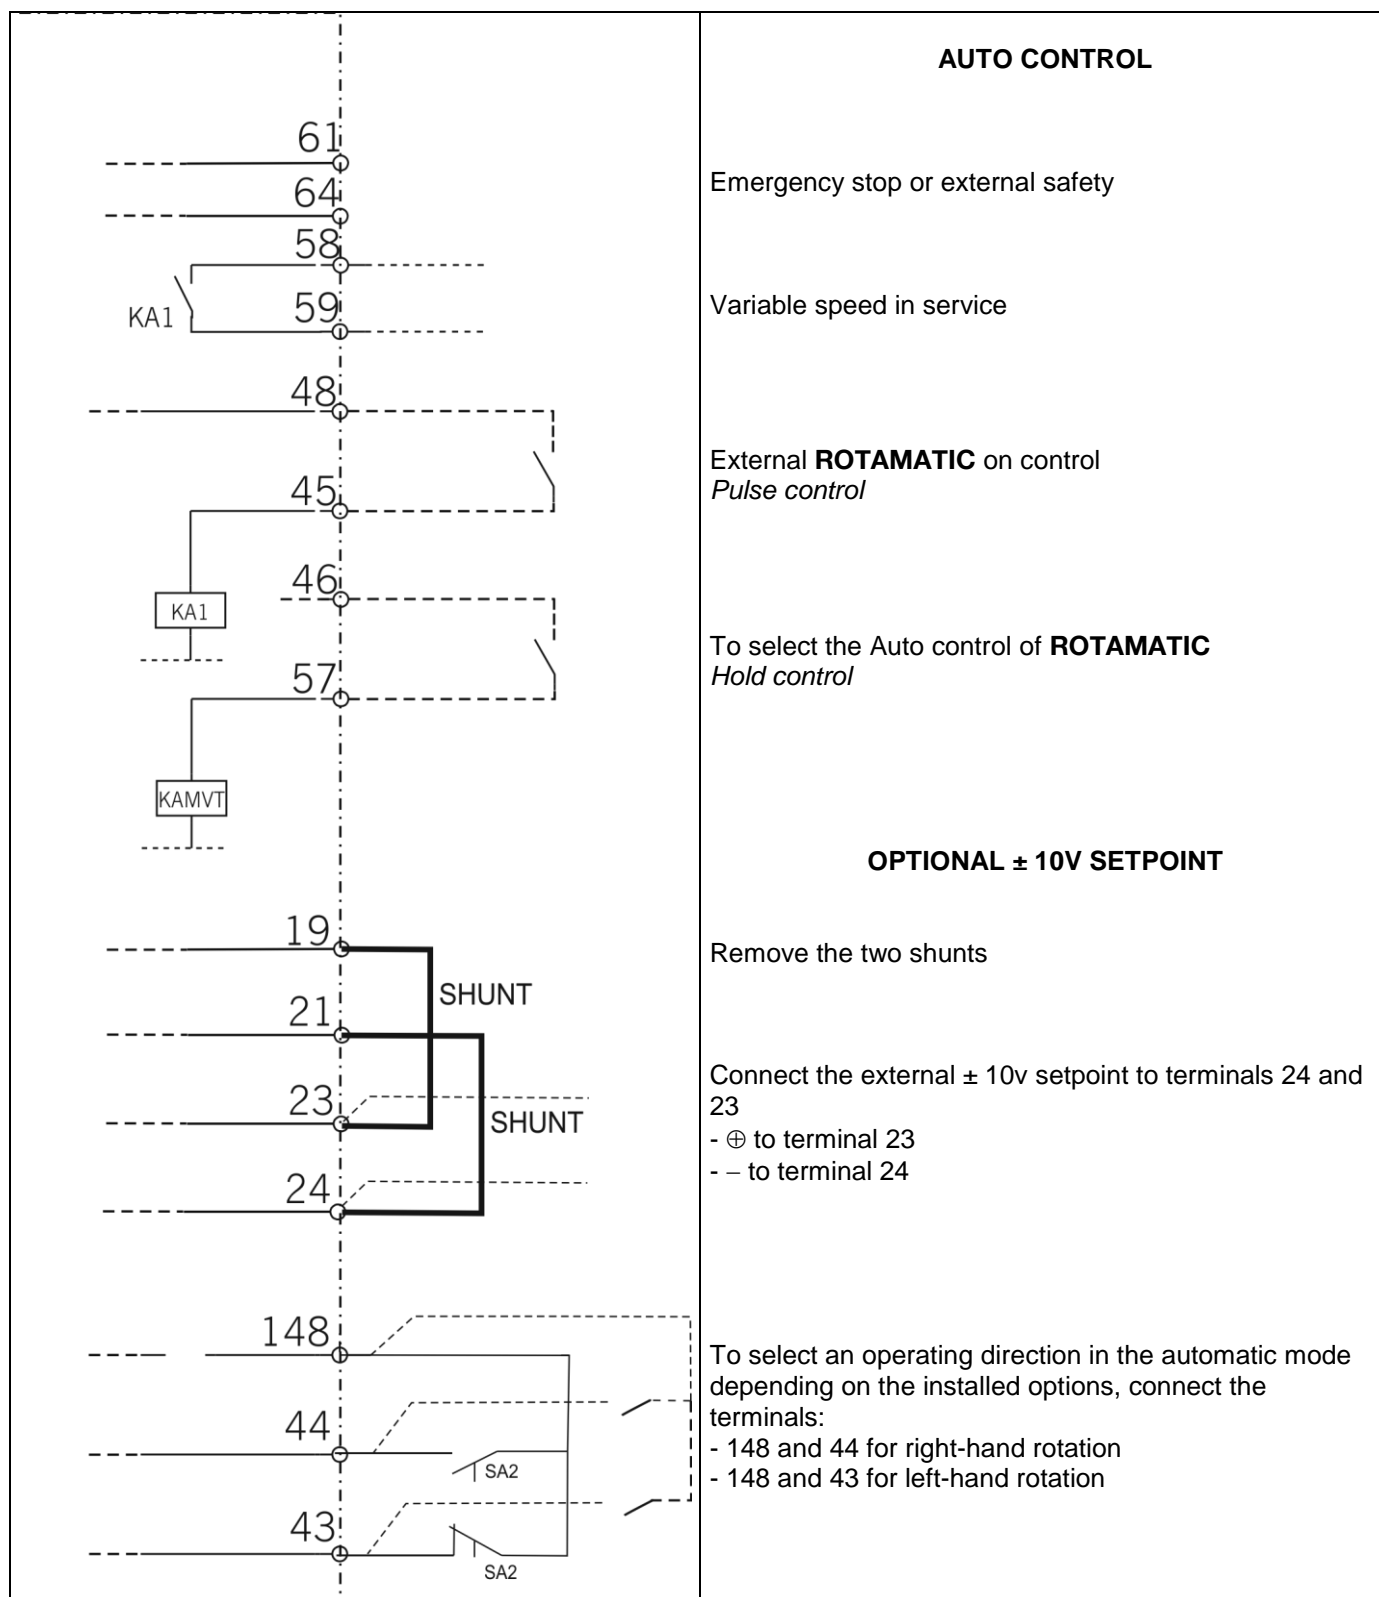 AUTO CONTROL
61
Emergency stop or external safety
64
58
KA1
59
Variable speed in service
48
External ROTAMATIC on control
Pulse control
45
46
KA1
To select the Auto control of ROTAMATIC
Hold control
57
KAMVT
OPTIONAL ± 10V SETPOINT
19
Remove the two shunts
SHUNT
21
Connect the external ± 10v setpoint to terminals 24 and
23
23
SHUNT
- ⊕ to terminal 23
- – to terminal 24
24
148
To select an operating direction in the automatic mode
depending on the installed options, connect the
terminals:
44
- 148 and 44 for right-hand rotation
SA2
- 148 and 43 for left-hand rotation
43
SA2